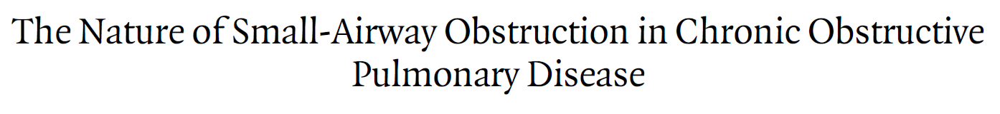 The Nature of Small-Airway Obstruction in Chronic Obstructive
Pulmonary Disease